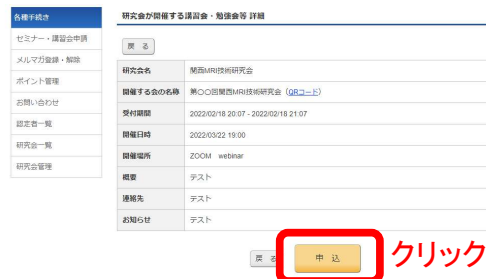 各種手続き
セミナー・講習会申請
メルマガ登録・解除
ポイント管理
お問い合わせ
認定者一覧
研究会一覧
研究会管理
研究会が開催する講習会・勉強会等 詳細
戻 る
研究会名 関西MRI技術研究会
開催する会の名称 第○○回関西MRI技術研究会（QRコード）
受付期間 2022/02/18 20:07 - 2022/02/18 21:07
開催日時 2022/03/22 19:00
開催場所 ZOOM webinar
概要 テスト
連絡先 テスト
お知らせ テスト
戻 る 申 込 クリック